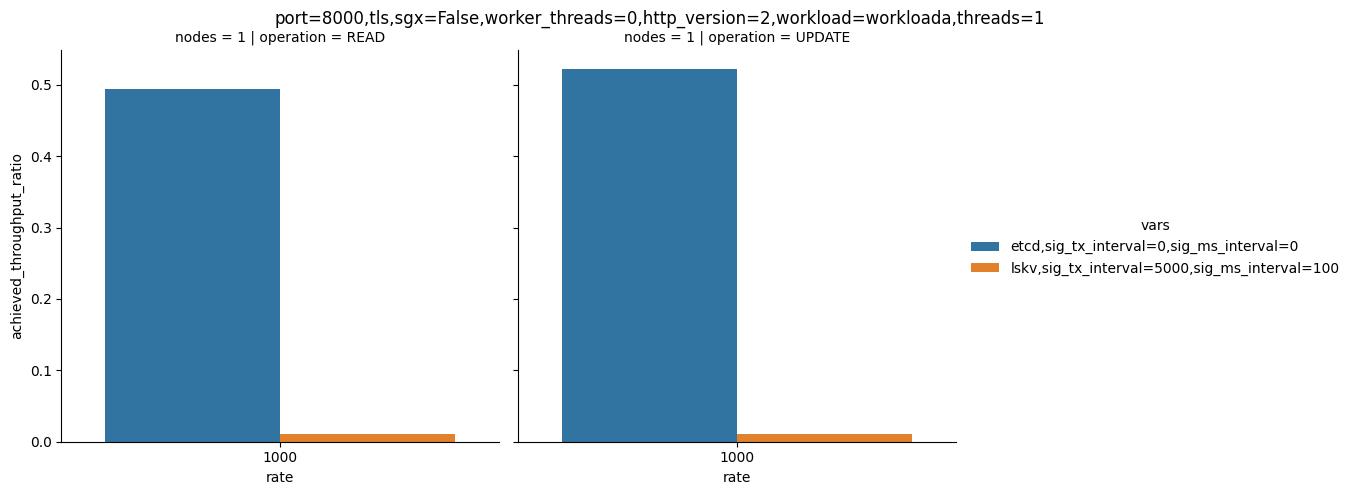 port=8000,tls,sgx=False,worker_threads=0,http_version=2,workload=workloada,threads=1
nodes = 1 | operation = READ
nodes = 1 | operation = UPDATE
achieved_throughput_ratio
0.5
0.4
0.3
0.2
0.1
0.0
1000
rate
1000
rate
vars
etcd,sig_tx_interval=0,sig_ms_interval=0
lskv,sig_tx_interval=5000,sig_ms_interval=100